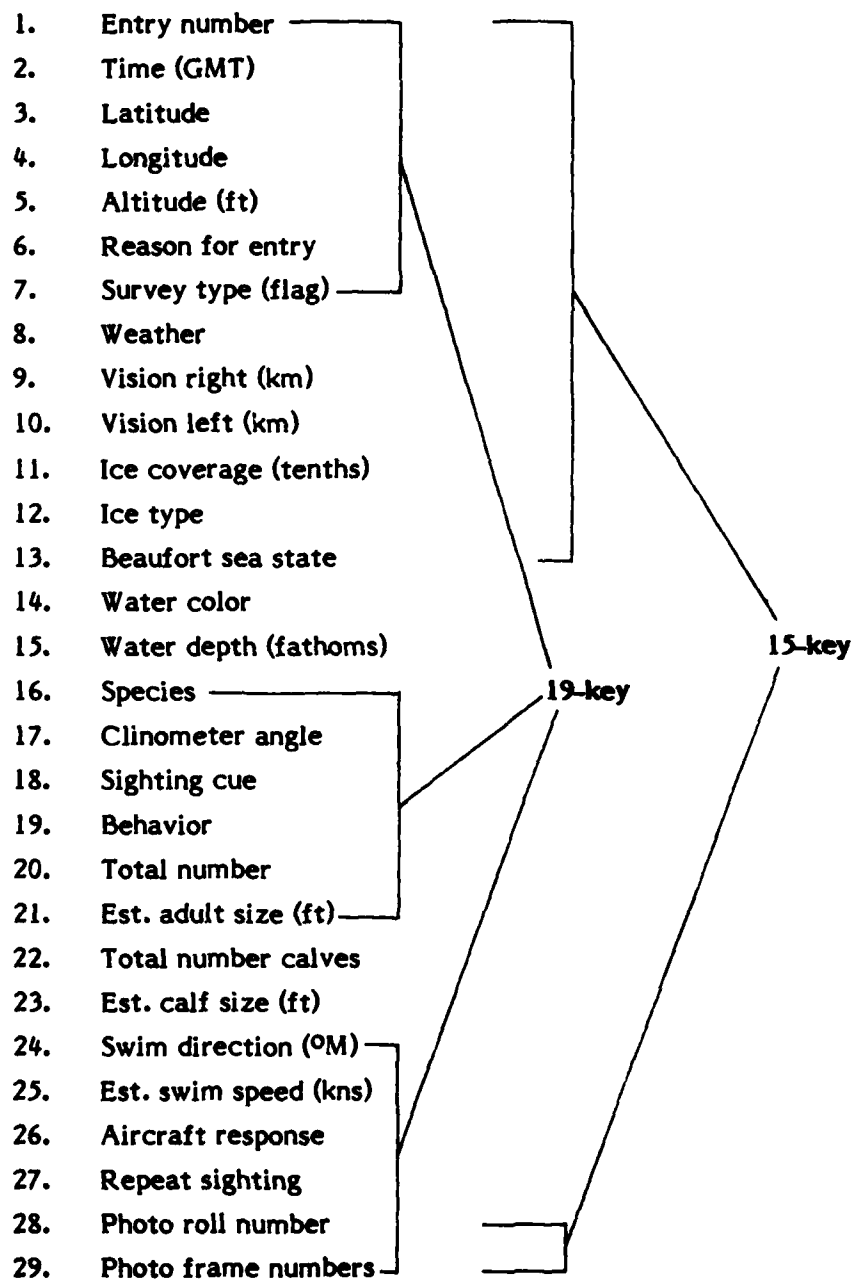 1. Entry number
2. Time (GMT)
3. Latitude
4. Longitude
5. Altitude (ft)
6. Reason for entry
7. Survey type (flag)
8. Weather
9. Vision right (km)
10. Vision left (km)
11. Ice coverage (tenths)
12. Ice type
13. Beaufort sea state
14. Water color
15. Water depth (fathoms)
15-key
16. Species
19-key
17. Clinometer angle
18. Sighting cue
19. Behavior
20. Total number
21. Est. adult size (ft)
22. Total number calves
23. Est. calf size (ft)
24. Swim direction (ºM)
25. Est. swim speed (kns)
26. Aircraft response
27. Repeat sighting
28. Photo roll number
29. Photo frame numbers